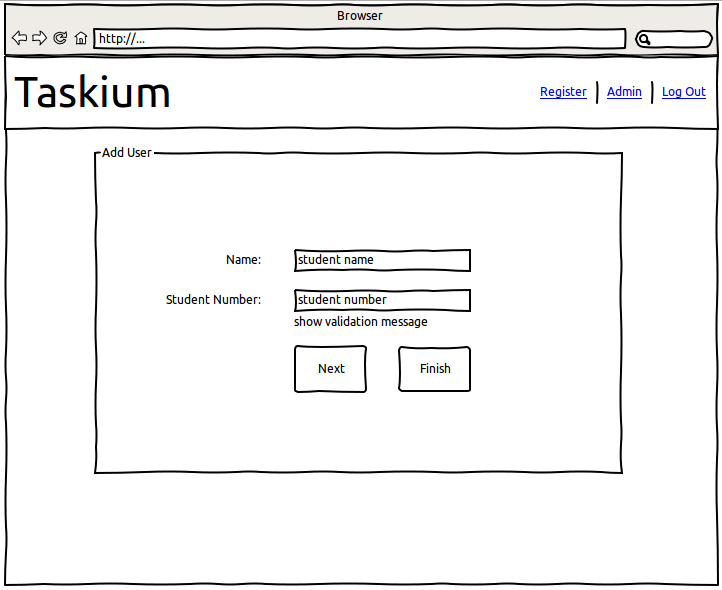 Browser
http://...
Taskium
Register Admin Log Out
Add User
Name: student name
Student Number: student number
show validation message
Next Finish